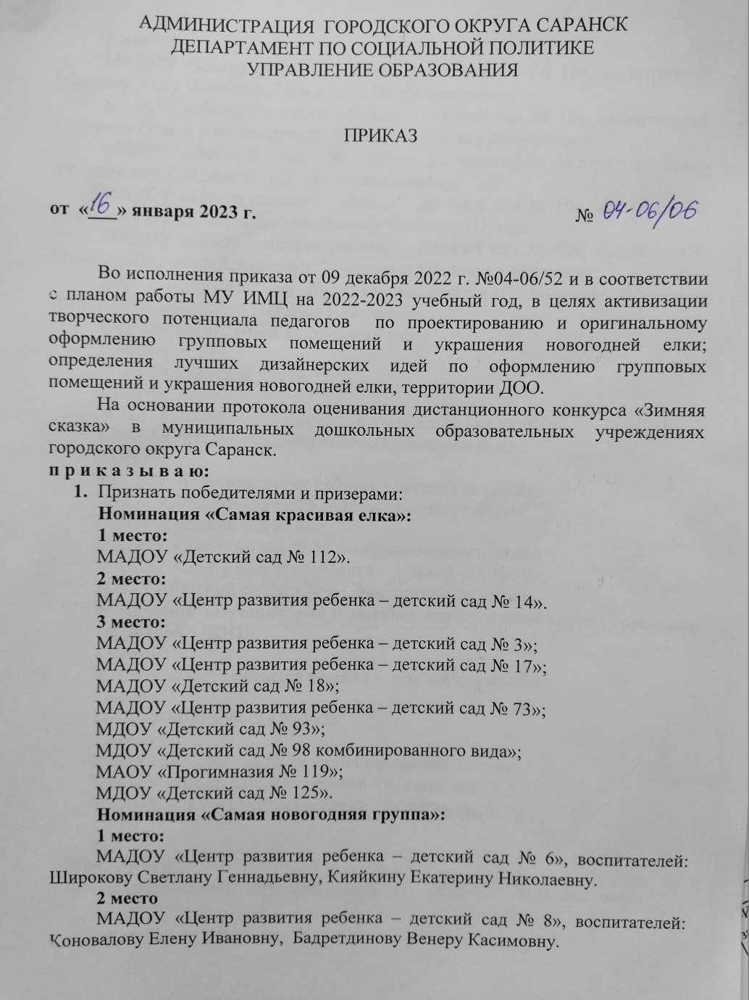 АДМИНИСТРАЦИЯ ГОРОДСКОГО ОКРУГА САРАНСК
ДЕПАРТАМЕНТ ПО СОЦИАЛЬНОЙ ПОЛИТИКЕ
УПРАВЛЕНИЕ ОБРАЗОВАНИЯ
ПРИКАЗ
от «16» января 2023 г. № 04-06/06
Во исполнения приказа от 09 декабря 2022 г. №04-06/52 и в соответствии
с планом работы МУ ИМЦ на 2022-2023 учебный год, в целях активизации
творческого потенциала педагогов по проектированию и оригинальному
оформлению групповых помещений и украшения новогодней елки;
определения лучших дизайнерских идей по оформлению групповых
помещений и украшения новогодней елки, территории ДОО.
На основании протокола оценивания дистанционного конкурса «Зимняя
сказка» в муниципальных дошкольных образовательных учреждениях
городского округа Саранск.
п р и к а з ы в а ю:
1. Признать победителями и призерами:
Номинация «Самая красивая елка»:
1 место:
МАДОУ «Детский сад № 112».
2 место:
МАДОУ «Центр развития ребенка – детский сад № 14».
3 место:
МАДОУ «Центр развития ребенка – детский сад № 3»;
МАДОУ «Центр развития ребенка – детский сад № 17»;
МАДОУ «Детский сад № 18»;
МАДОУ «Центр развития ребенка – детский сад № 73»;
МДОУ «Детский сад № 93»;
МДОУ «Детский сад № 98 комбинированного вида»;
МАОУ «Прогимназия № 119»;
МДОУ «Детский сад № 125».
Номинация «Самая новогодняя группа»:
1 место:
МАДОУ «Центр развития ребенка – детский сад № 6», воспитателей:
Широкову Светлану Геннадьевну, Кияйкину Екатерину Николаевну.
2 место
МАДОУ «Центр развития ребенка – детский сад № 8», воспитателей:
Коновалову Елену Ивановну, Бадретдинову Венеру Касимовну.